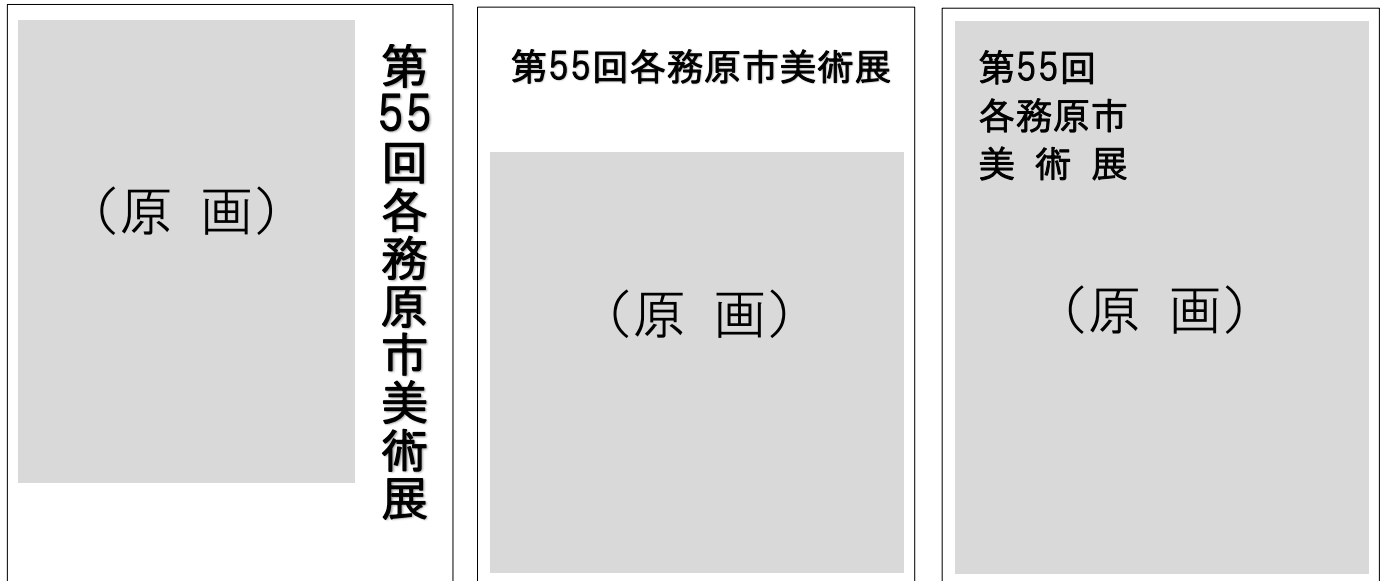 第55回各務原市美術展
（原　画）
第55回各務原市美術展
（原　画）
第55回
各務原市
美　術　展
（原　画）